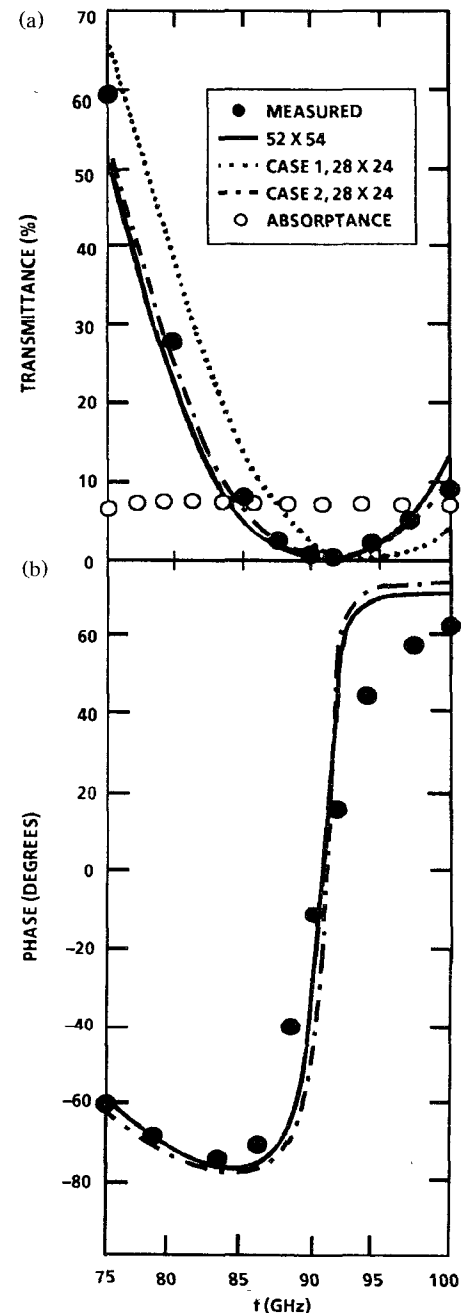 (a)
70
60
50
40
30
20
10
0
TRANSMITTANCE (%)
MEASURED
52 X 54
CASE 1, 28 X 24
CASE 2, 28 X 24
ABSORPTANCE
(b)
60
40
20
0
-20
-40
-60
-80
PHASE (DEGREES)
75 80 85 90 95 100
f (GHz)